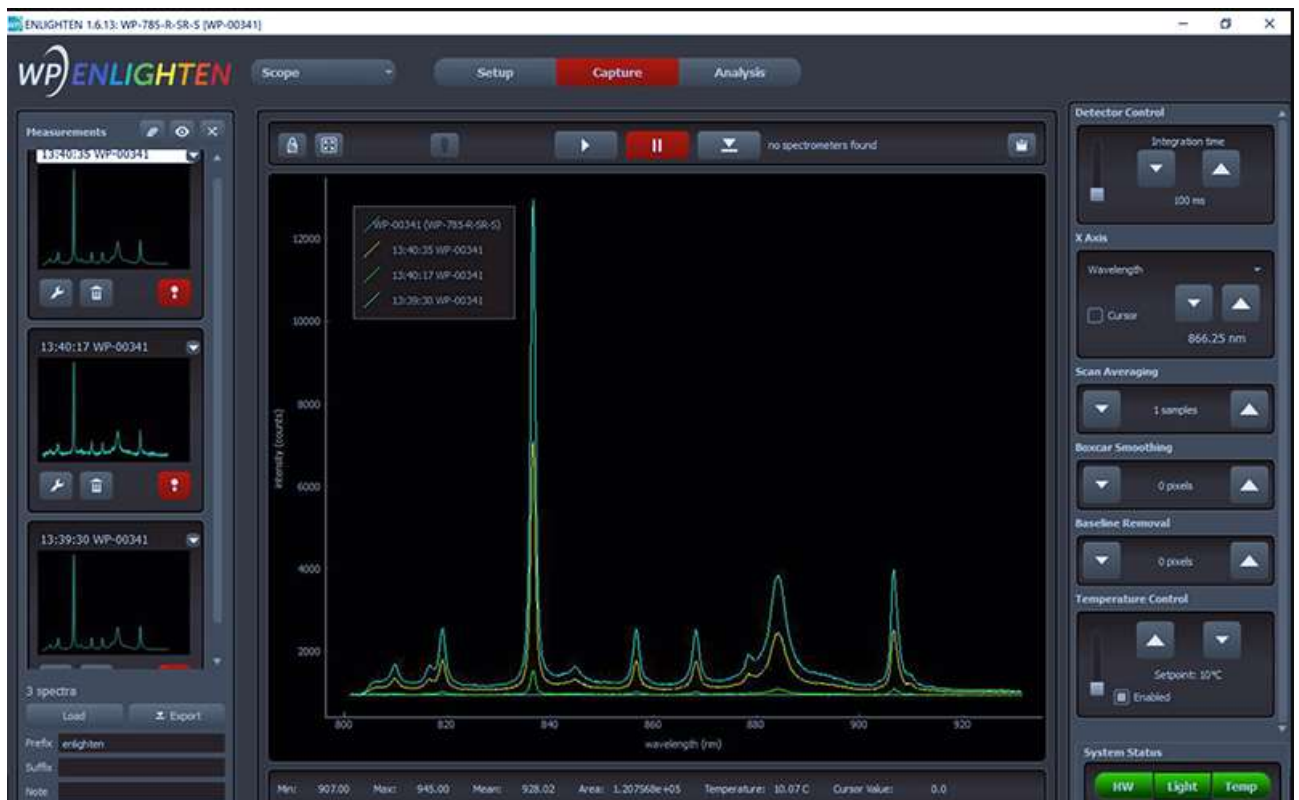 ENLIGHTEN 1.6.13: WP-785-R-SR-S (WP-00341)
WP ENLIGHTEN
Scope
Setup
Capture
Analysis
Measurements
13:40:35 WP-00341
13:40:17 WP-00341
13:39:30 WP-00341
3 spectra
Load
Export
Prefix enlighten
Suffix
Note
no spectrometers found
WP-00341 (WP-785-R-SR-S)
13:40:35 WP-00341
13:40:17 WP-00341
13:39:30 WP-00341
intensity (counts)
12000
10000
8000
6000
4000
2000
800 820 840 860 880 900 920
wavelength (nm)
Min: 907.00 Max: 945.00 Mean: 928.02 Area: 1.207568e+05 Temperature: 10.07 C Cursor Value: 0.0
Detector Control
Integration time
100 ms
X Axis
Wavelength
Cursor
866.25 nm
Scan Averaging
1 samples
Boxcar Smoothing
0 pixels
Baseline Removal
0 pixels
Temperature Control
Setpoint: 10°C
Enabled
System Status
HW Light Temp